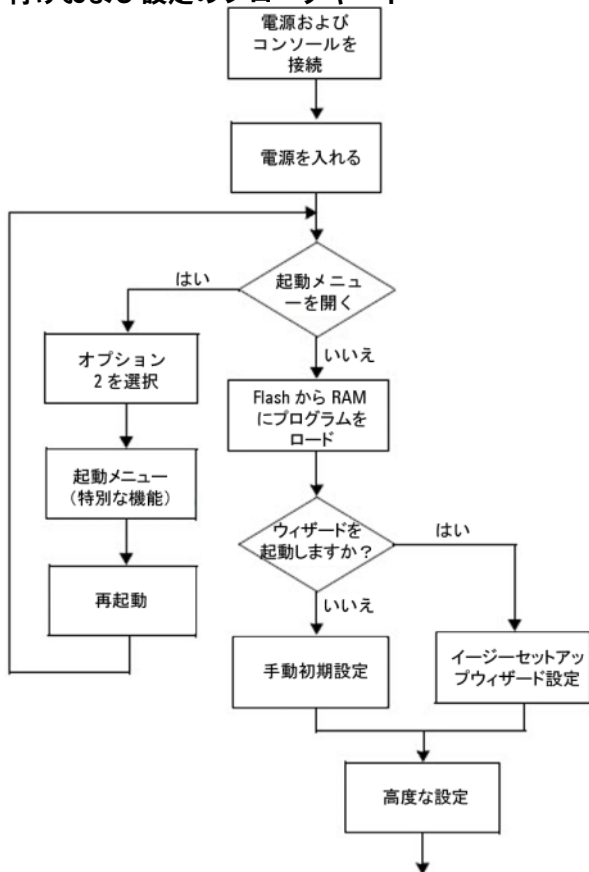 電源および
コンソールを
接続
電源を入れる
起動メニュ
ーを開く
はい
いいえ
オプション
2 を選択
Flash から RAM
にプログラムを
ロード
起動メニュー
(特別な機能)
ウィザードを
起動しますか？
はい
いいえ
再起動
手動初期設定
イージーセットアッ
プウィザード設定
高度な設定